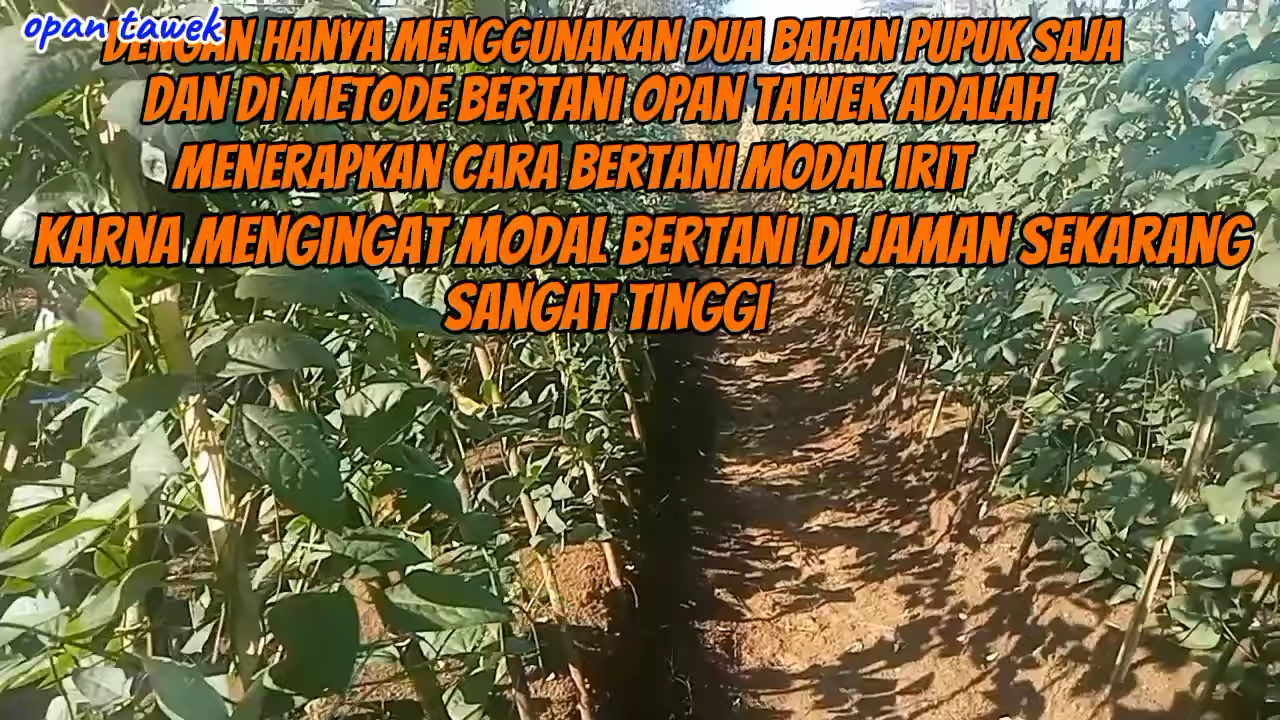 opan tawek
DENGAN HANYA MENGGUNAKAN DUA BAHAN PUPUK SAJA
DAN DI METODE BERTANI OPAN TAWEK ADALAH
MENERAPKAN CARA BERTANI MODAL IRIT
KARNA MENGINGAT MODAL BERTANI DI JAMAN SEKARANG
SANGAT TINGGI